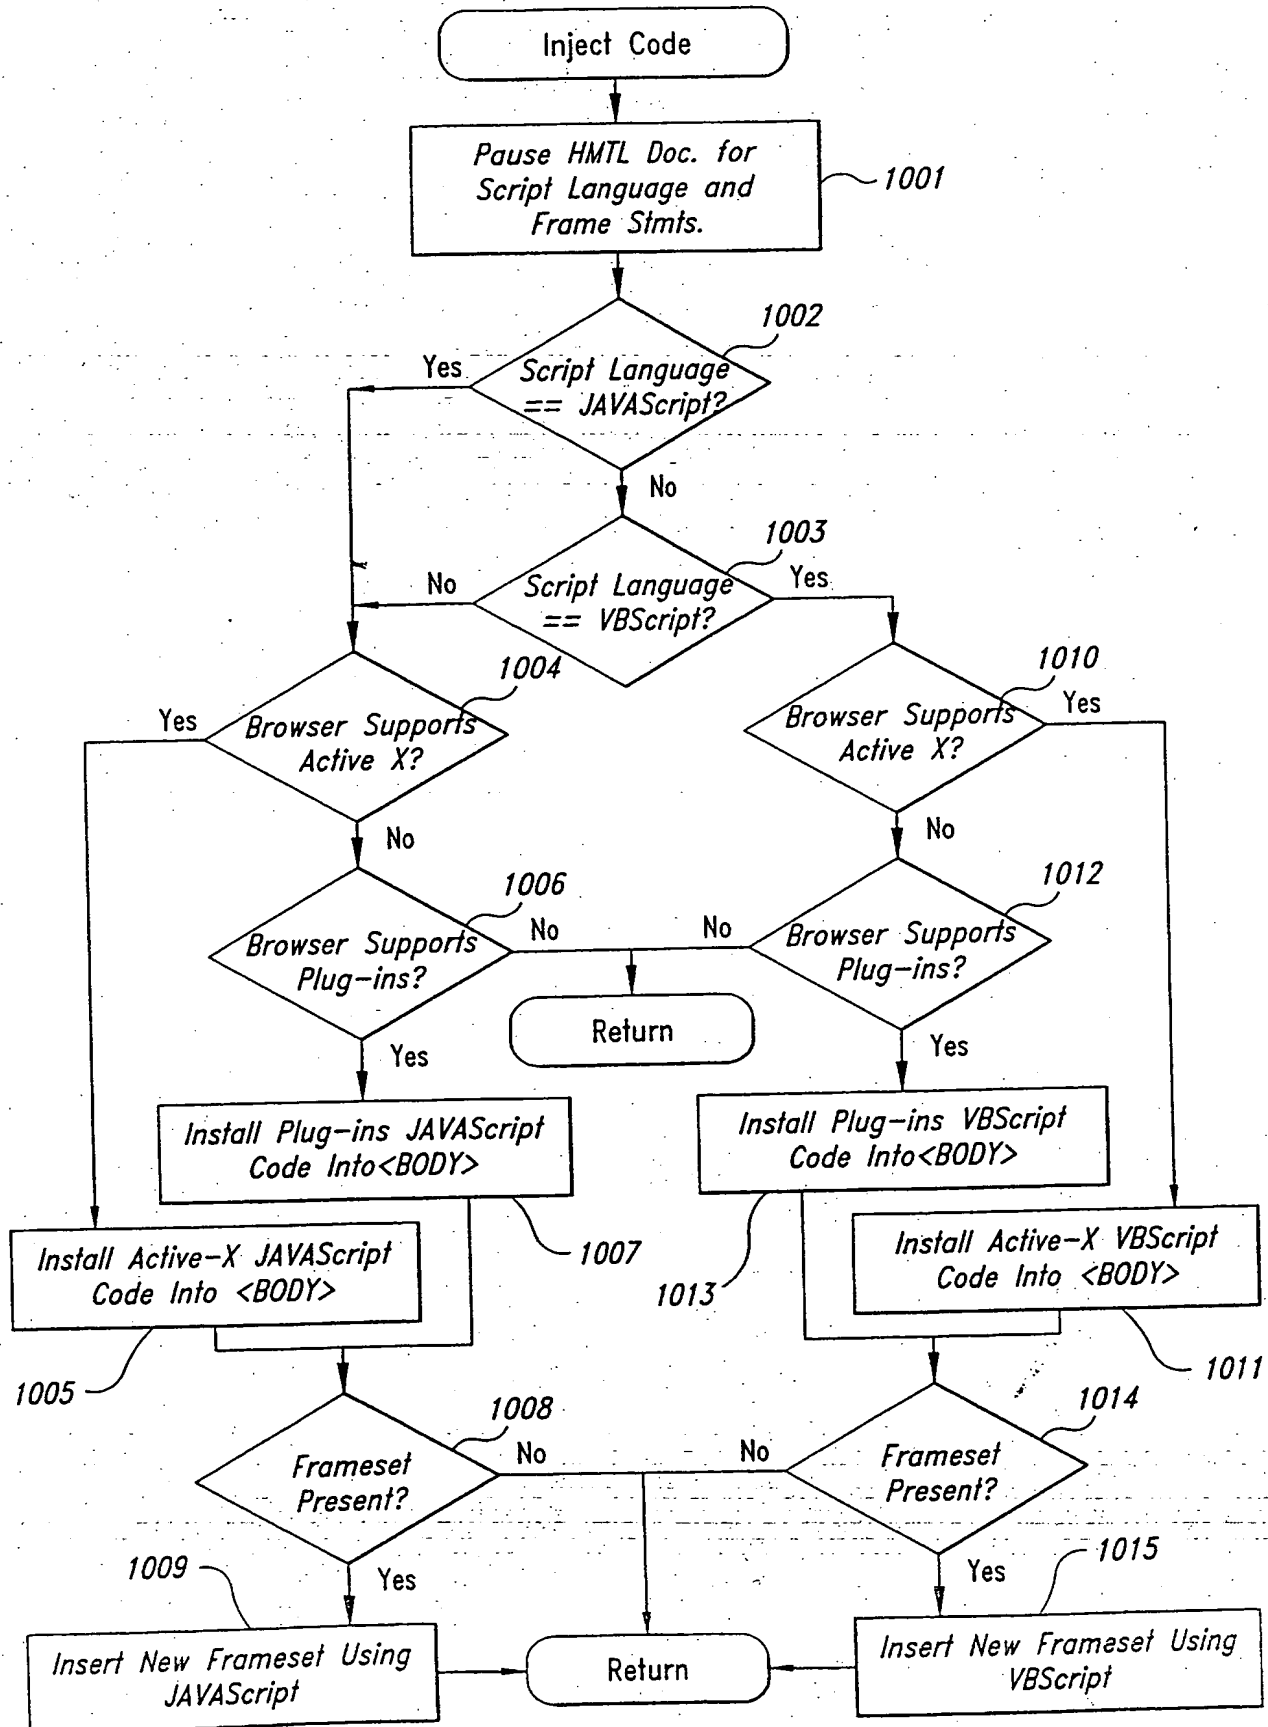 Inject Code
Pause HMTL Doc. for
Script Language and
Frame Stmts.
1001
1002
Yes
Script Language
== JAVAScript?
No
1003
No
Script Language
== VBScript?
Yes
1004
1010
Yes
Browser Supports
Active X?
Browser Supports
Active X?
Yes
No
No
1006
1012
Browser Supports
Plug-ins?
No
No
Browser Supports
Plug-ins?
Return
Yes
Yes
Install Plug-ins JAVAScript
Code Into<BODY>
Install Plug-ins VBScript
Code Into<BODY>
1007
1013
Install Active-X JAVAScript
Code Into <BODY>
Install Active-X VBScript
Code Into <BODY>
1005
1011
1008
1014
Frameset
Present?
No
No
Frameset
Present?
1009
Yes
Yes
1015
Insert New Frameset Using
JAVAScript
Return
Insert New Frameset Using
VBScript